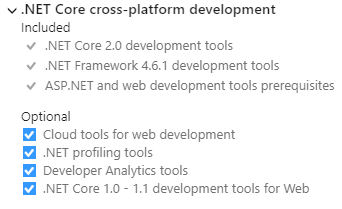 .NET Core cross-platform development
Included
.NET Core 2.0 development tools
.NET Framework 4.6.1 development tools
ASP.NET and web development tools prerequisites
Optional
Cloud tools for web development
.NET profiling tools
Developer Analytics tools
.NET Core 1.0 - 1.1 development tools for Web